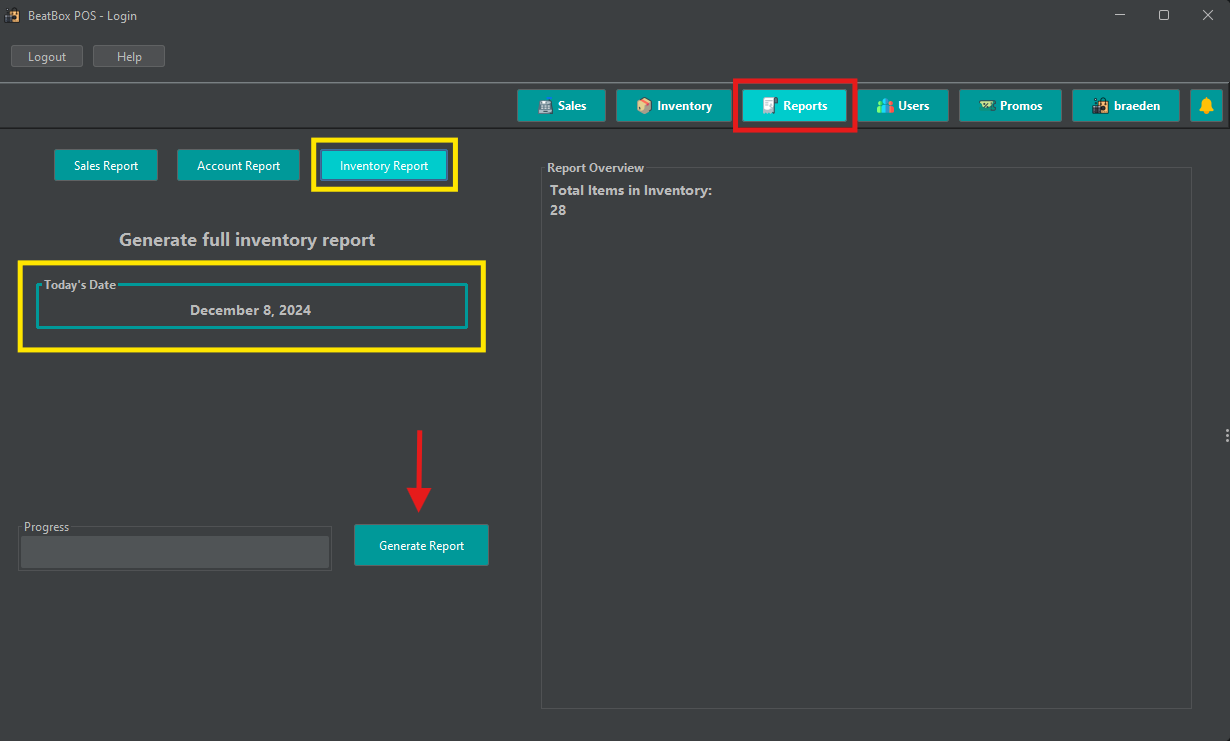 BeatBox POS - Login
Logout Help
Sales Inventory Reports Users Promos braeden
Sales Report Account Report Inventory Report
Generate full inventory report
Today's Date
December 8, 2024
Progress
Generate Report
Report Overview
Total Items in Inventory:
28